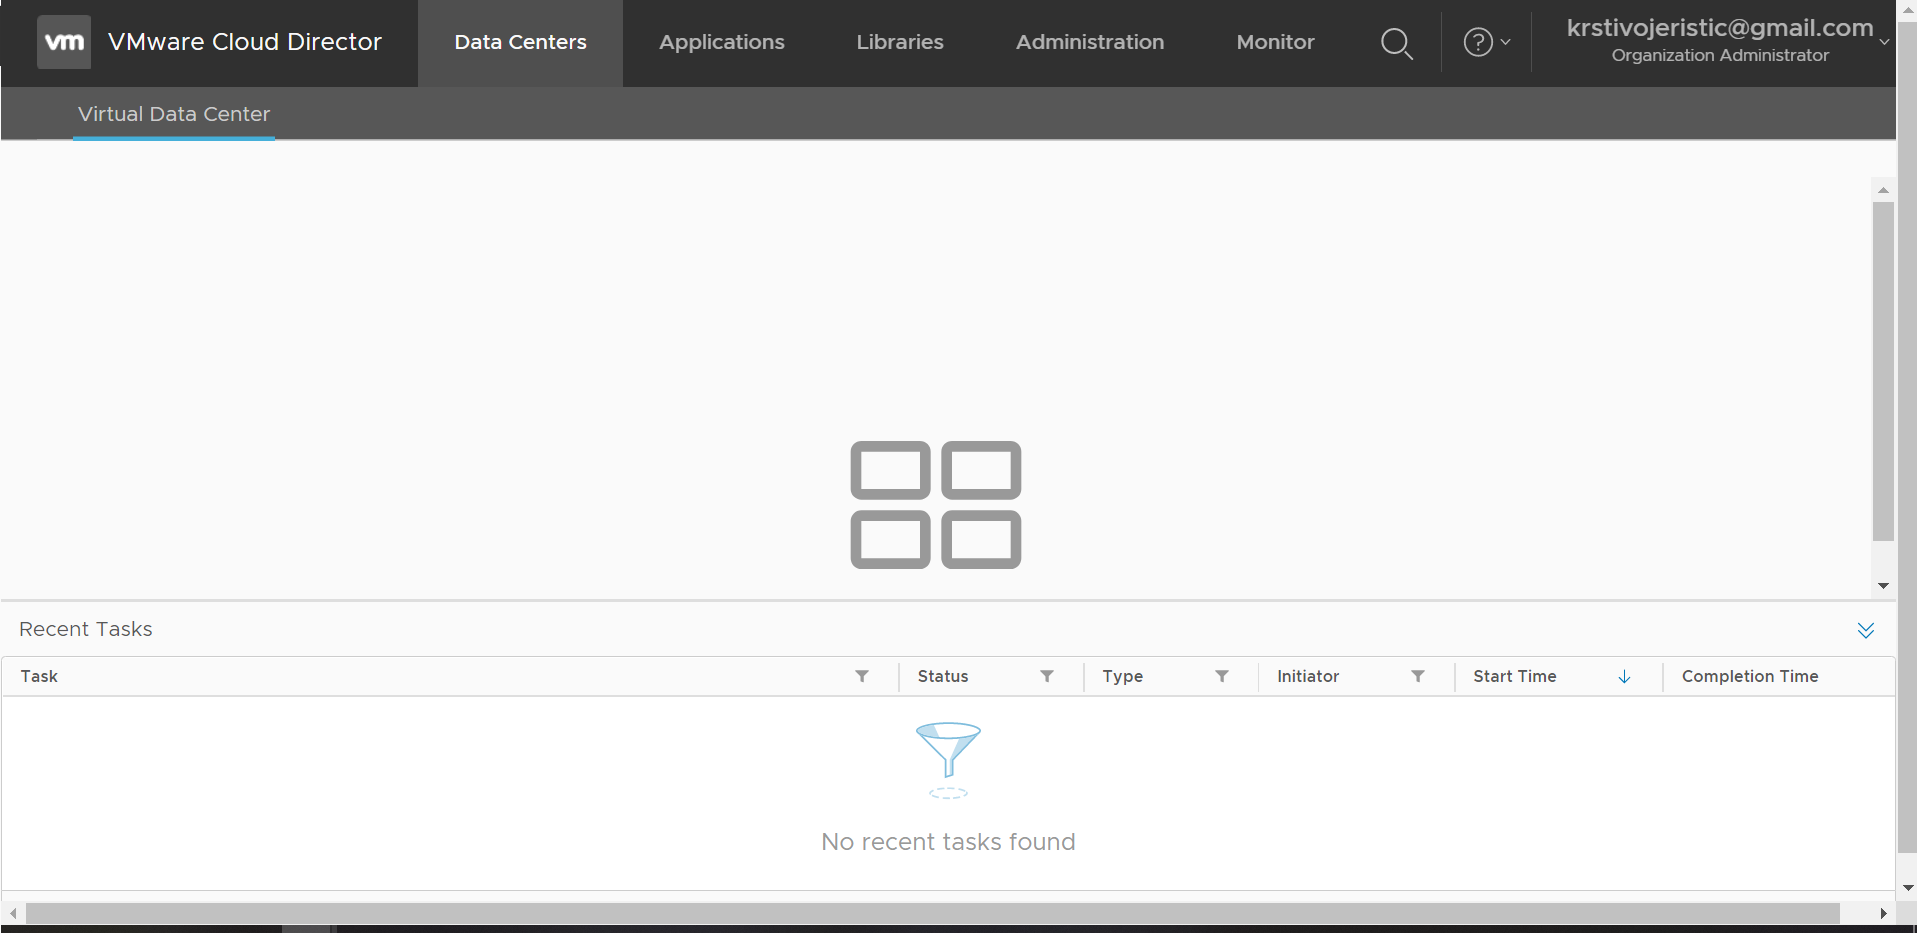 vm VMware Cloud Director Data Centers Applications Libraries Administration Monitor ? krstivojeristic@gmail.com
Organization Administrator
Virtual Data Center
Recent Tasks
Task Status Type Initiator Start Time Completion Time
No recent tasks found